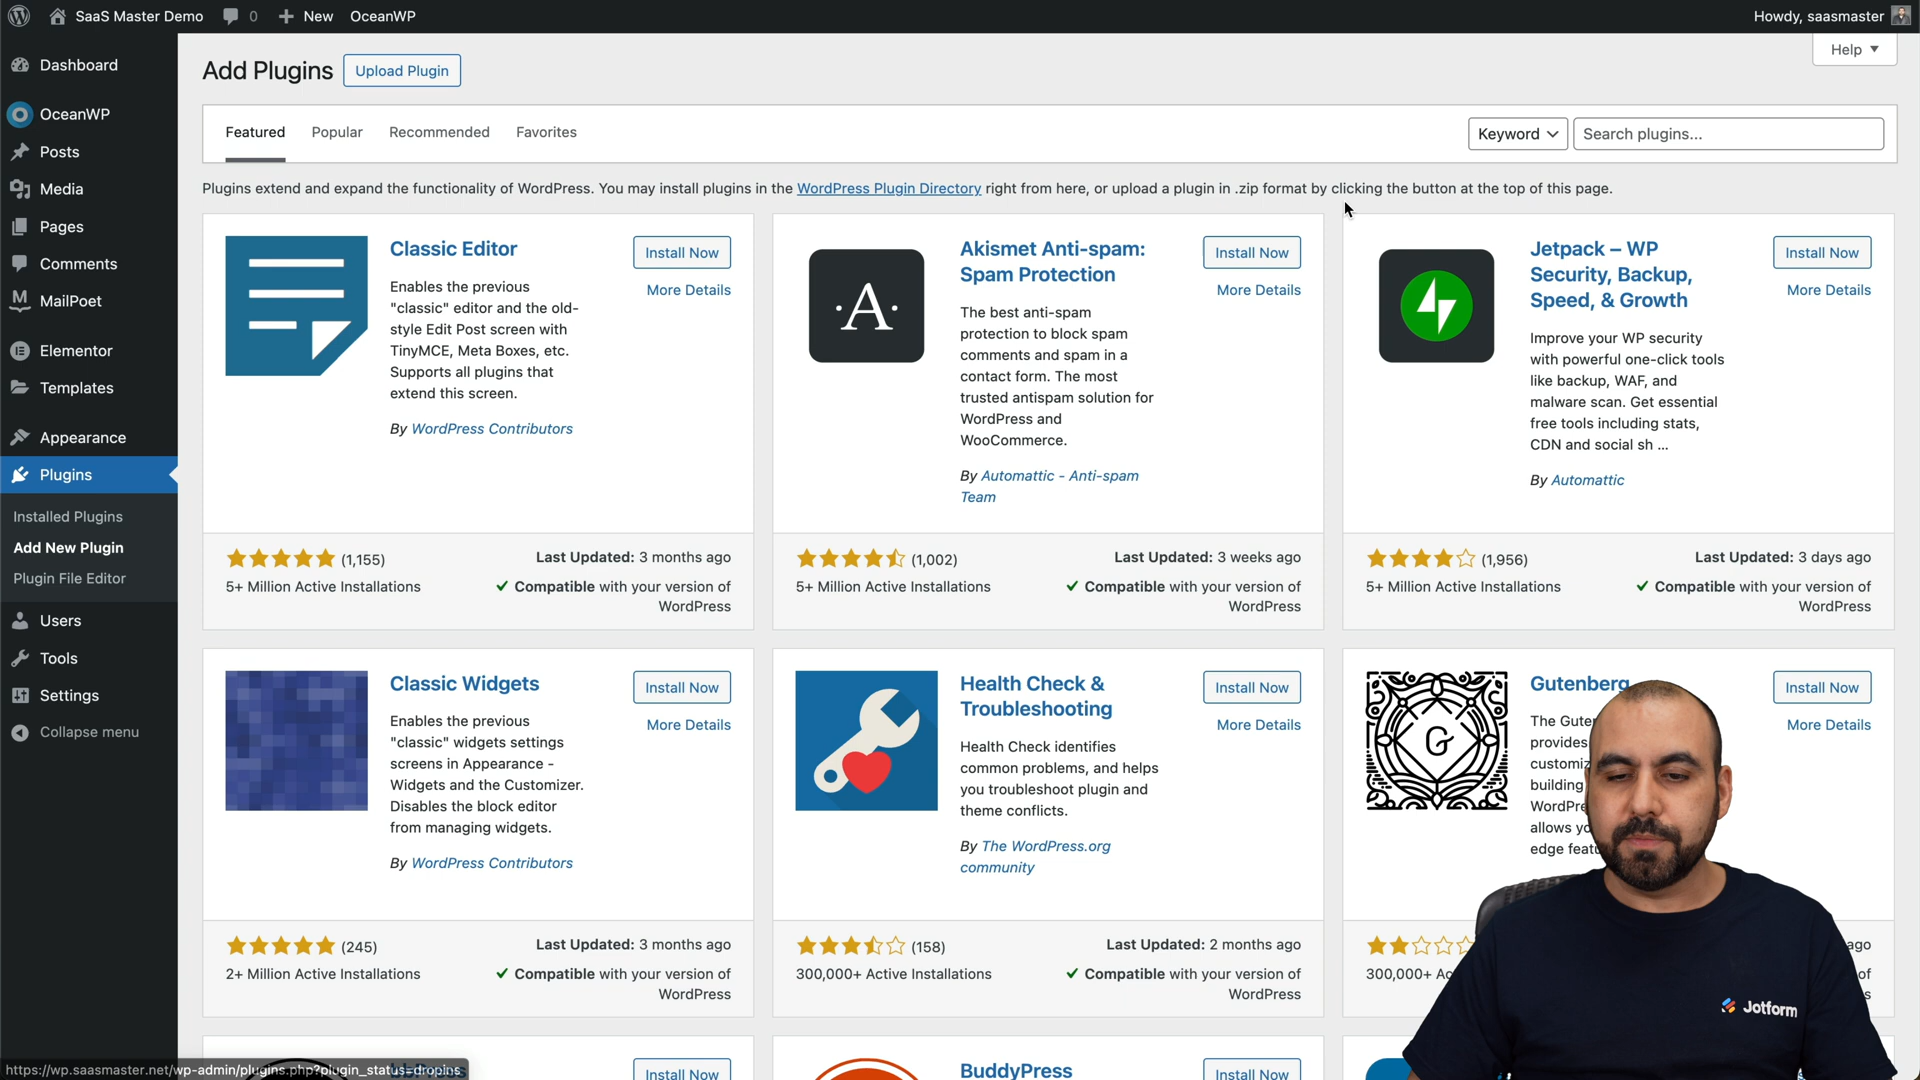 SaaS Master Demo 0 New OceanWP Howdy, saasmaster
Help
Dashboard
OceanWP
Posts
Media
Pages
Comments
MailPoet
Elementor
Templates
Appearance
Plugins
Installed Plugins
Add New Plugin
Plugin File Editor
Users
Tools
Settings
Collapse menu
Add Plugins Upload Plugin
Featured Popular Recommended Favorites Keyword Search plugins...
Plugins extend and expand the functionality of WordPress. You may install plugins in the WordPress Plugin Directory right from here, or upload a plugin in .zip format by clicking the button at the top of this page.
Classic Editor
Install Now
More Details
Enables the previous
"classic" editor and the old-
style Edit Post screen with
TinyMCE, Meta Boxes, etc.
Supports all plugins that
extend this screen.
By WordPress Contributors
(1,155)
Last Updated: 3 months ago
5+ Million Active Installations
Compatible with your version of
WordPress
·A·
Akismet Anti-spam:
Spam Protection
Install Now
More Details
The best anti-spam
protection to block spam
comments and spam in a
contact form. The most
trusted antispam solution for
WordPress and
WooCommerce.
By Automattic - Anti-spam
Team
(1,002)
Last Updated: 3 weeks ago
5+ Million Active Installations
Compatible with your version of
WordPress
Jetpack – WP
Security, Backup,
Speed, & Growth
Install Now
More Details
Improve your WP security
with powerful one-click tools
like backup, WAF, and
malware scan. Get essential
free tools including stats,
CDN and social sh ...
By Automattic
(1,956)
Last Updated: 3 days ago
5+ Million Active Installations
Compatible with your version of
WordPress
Classic Widgets
Install Now
More Details
Enables the previous
"classic" widgets settings
screens in Appearance -
Widgets and the Customizer.
Disables the block editor
from managing widgets.
By WordPress Contributors
(245)
Last Updated: 3 months ago
2+ Million Active Installations
Compatible with your version of
WordPress
Health Check &
Troubleshooting
Install Now
More Details
Health Check identifies
common problems, and helps
you troubleshoot plugin and
theme conflicts.
By The WordPress.org
community
(158)
Last Updated: 2 months ago
300,000+ Active Installations
Compatible with your version of
WordPress
G
Gutenberg
Install Now
More Details
The
provides
building
allows
edge
ago
300,000+
of
Jotform
Install Now
BuddyPress
Install Now
https://wp.saasmaster.net/wp-admin/plugins.php?plugin_status=dropins